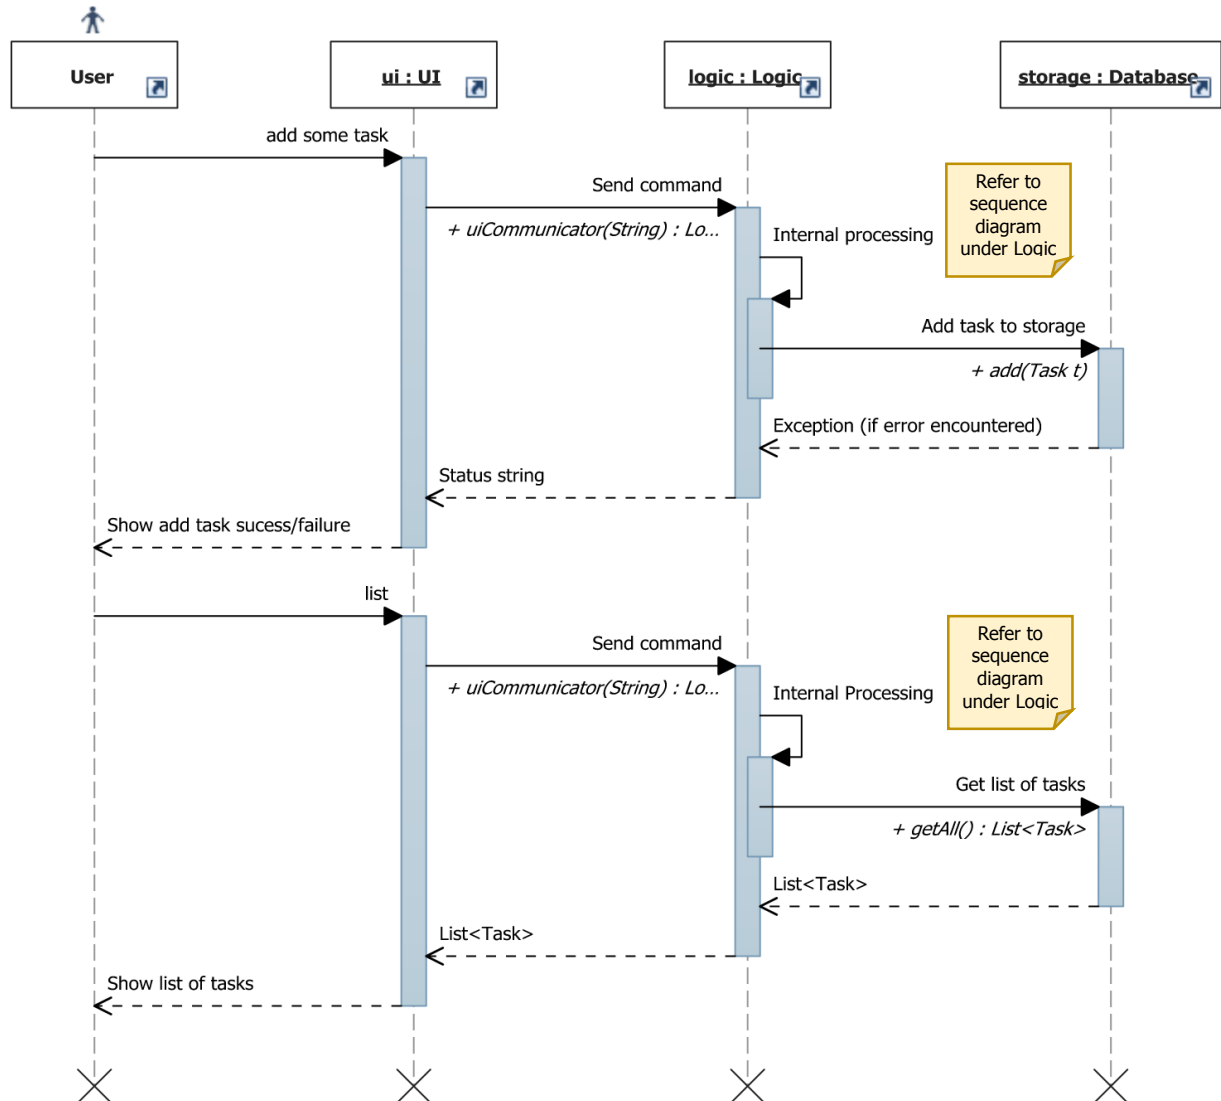 User
ui : UI
logic : Logic
storage : Database
add some task
Send command
+ uiCommunicator(String) : Lo...
Internal processing
Refer to
sequence
diagram
under Logic
Add task to storage
+ add(Task t)
Exception (if error encountered)
Status string
Show add task sucess/failure
list
Send command
+ uiCommunicator(String) : Lo...
Internal Processing
Refer to
sequence
diagram
under Logic
Get list of tasks
+ getAll() : List<Task>
List<Task>
List<Task>
Show list of tasks